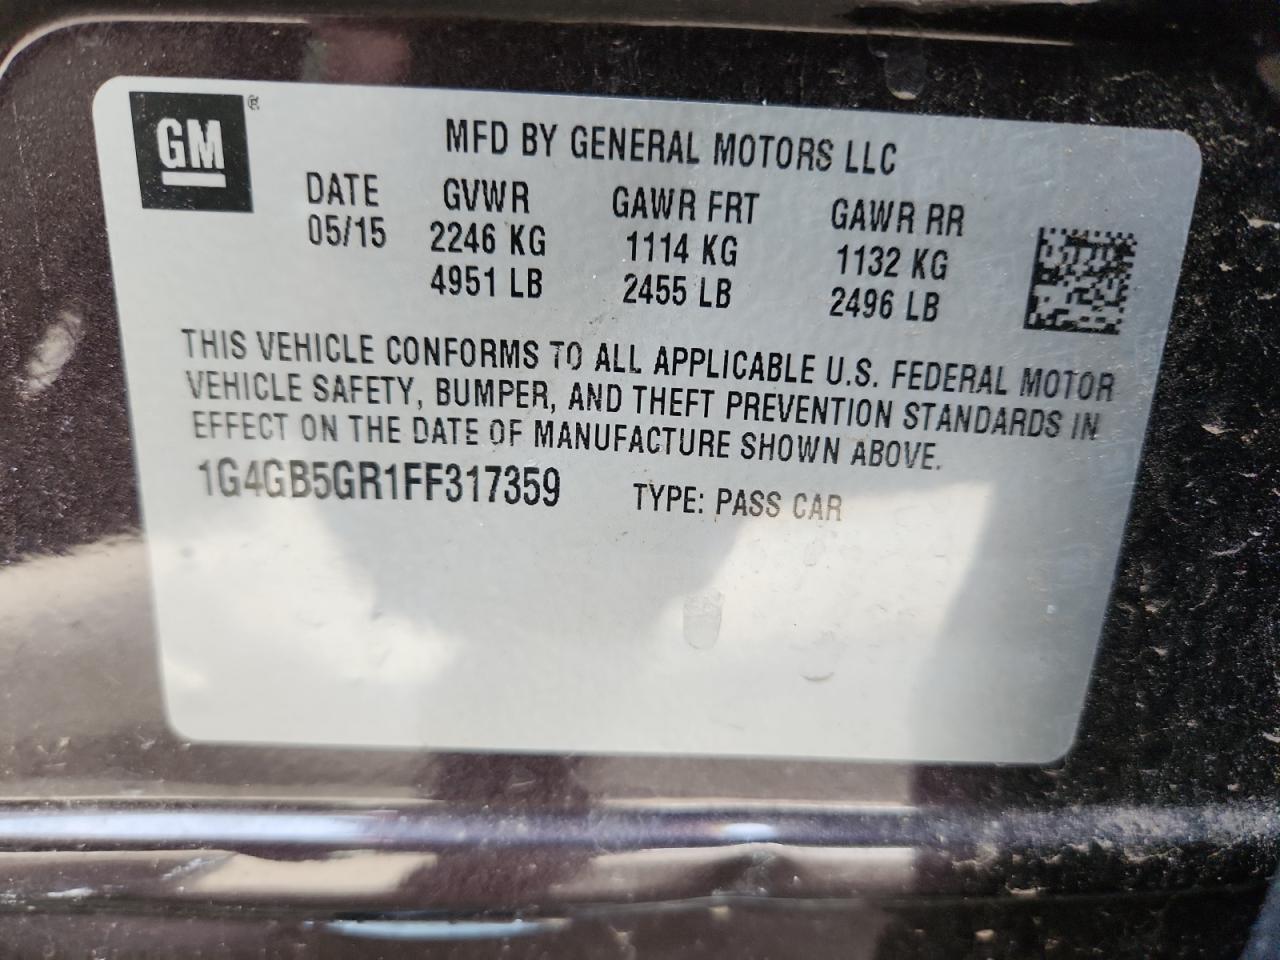 GM ®
MFD BY GENERAL MOTORS LLC
DATE GVWR GAWR FRT GAWR RR
05/15 2246 KG 1114 KG 1132 KG
4951 LB 2455 LB 2496 LB
THIS VEHICLE CONFORMS TO ALL APPLICABLE U.S. FEDERAL MOTOR
VEHICLE SAFETY, BUMPER, AND THEFT PREVENTION STANDARDS IN
EFFECT ON THE DATE OF MANUFACTURE SHOWN ABOVE.
1G4GB5GR1FF317359 TYPE: PASS CAR